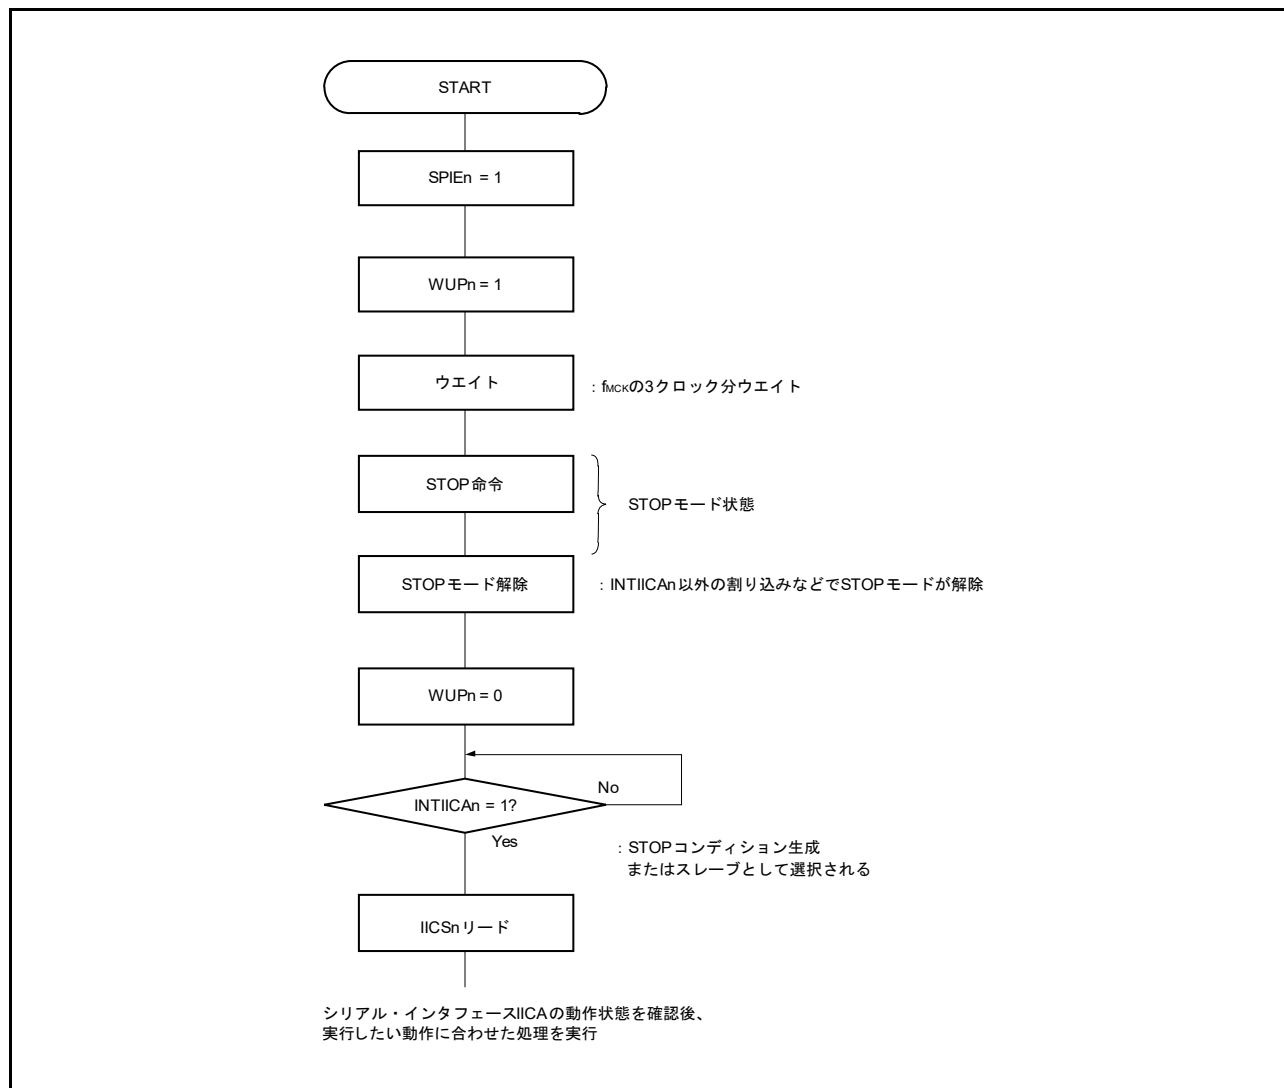 START
SPIEn = 1
WUPn = 1
ウエイト
: fMCKの3クロック分ウエイト
STOP命令
STOPモード状態
STOPモード解除
: INTIICAn以外の割り込みなどでSTOPモードが解除
WUPn = 0
No
INTIICAn = 1?
Yes
: STOPコンディション生成
またはスレーブとして選択される
IICSnリード
シリアル・インタフェースIICAの動作状態を確認後、
実行したい動作に合わせた処理を実行